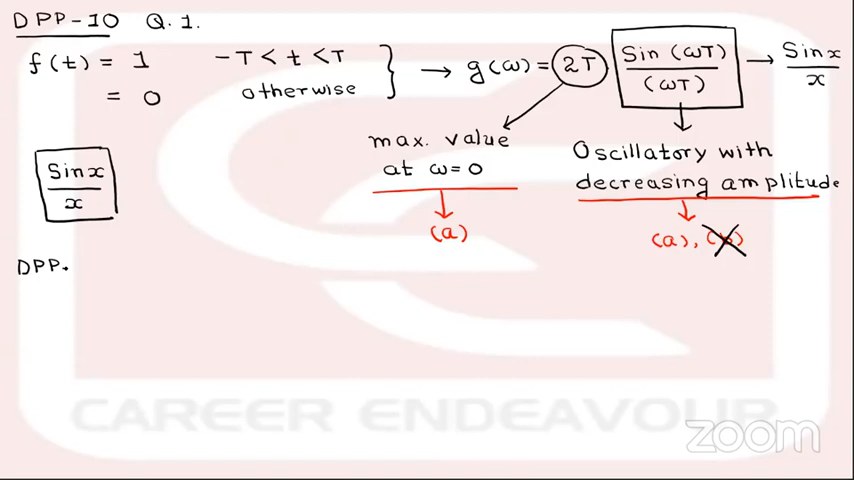 DPP-10 Q.1.
f(t) = 1 -T < t < T
= 0 otherwise
→ g(ω) = 2T Sin (ωT) / (ωT) → Sin x / x
max. value
at ω = 0
(a)
Oscillatory with
decreasing amplitude
(a),
Sin x / x
DPP.
CAREER ENDEAVOUR
zoom